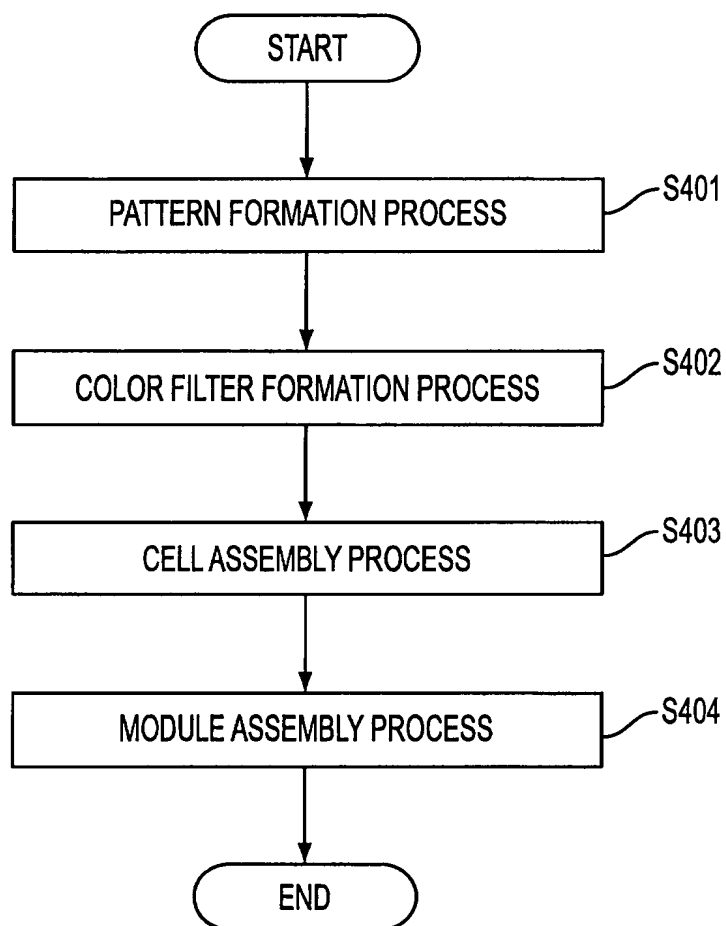 START
PATTERN FORMATION PROCESS
S401
COLOR FILTER FORMATION PROCESS
S402
CELL ASSEMBLY PROCESS
S403
MODULE ASSEMBLY PROCESS
S404
END